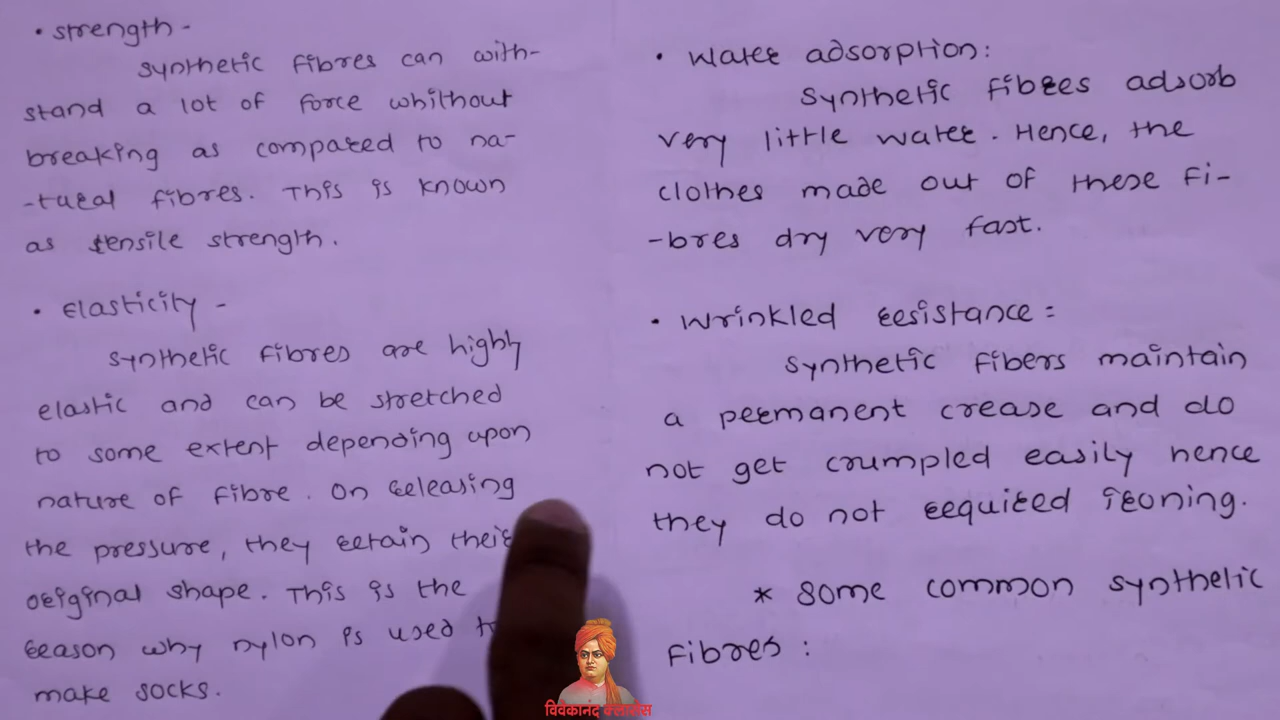 • strength -
synthetic fibres can with-
stand a lot of force whilhout
breaking as compared to na-
-tural fibres. This is known
as tensile strength.
• Elasticity -
synthetic fibres are highly
elastic and can be stretched
to some extent depending upon
nature of fibre. On releasing
the pressure, they retain their
original shape. This is the
reason why nylon is used
make socks.
• Water adsorption:
Synthetic fibres adsorb
very little water. Hence, the
clothes made out of these fi-
-bres dry very fast.
• Wrinkled resistance:
synthetic fibers maintain
a permanent crease and do
not get crumpled easily hence
they do not required ironing.
* Some common synthetic
fibres:
विवेकानंद क्लासेस